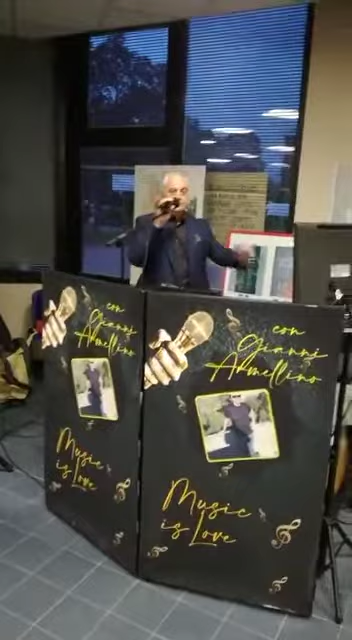 con
Gianni
Armellino
Music
is Love
con
Gianni
Armellino
Music
is Love